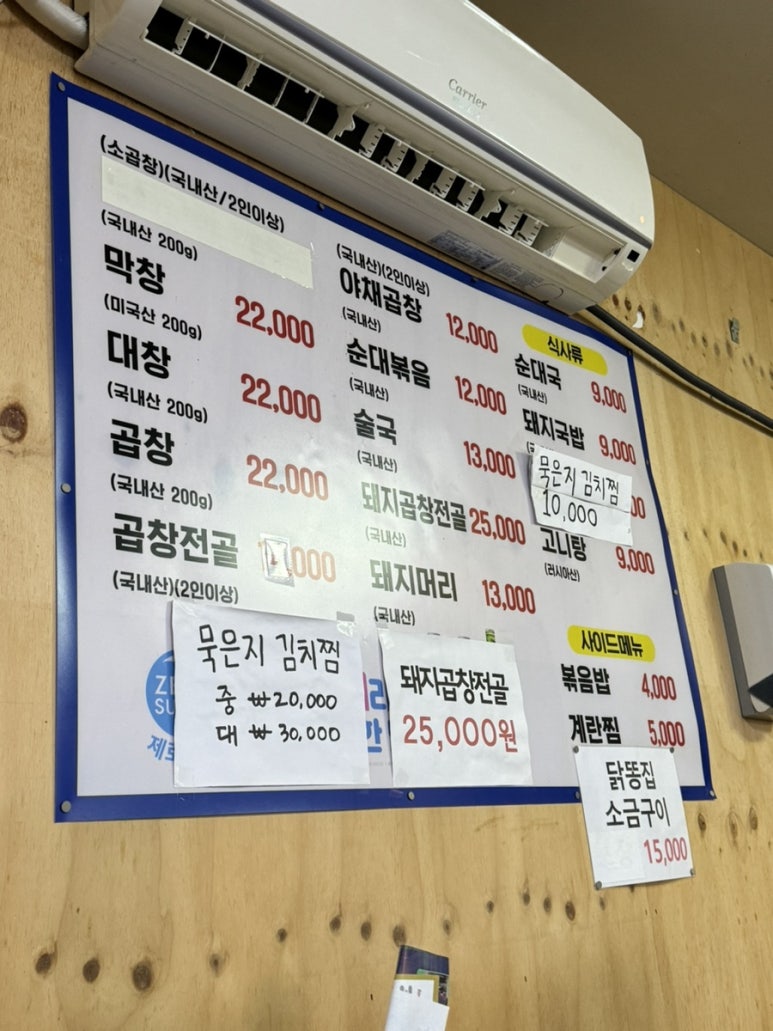 Carrier
(소곱창)(국내산/2인이상)
(국내산 200g)
막창 22,000
(미국산 200g)
대창 22,000
(국내산 200g)
곱창 22,000
(국내산 200g)
곱창전골
(국내산)(2인이상)
(국내산)(2인이상)
야채곱창 12,000
(국내산)
순대볶음 12,000
(국내산)
술국 13,000
(국내산)
돼지곱창전골 25,000
(국내산)
돼지머리 13,000
(국내산)
식사류
순대국 9,000
(국내산)
돼지국밥 9,000
묵은지 김치찜
10,000
고니탕 9,000
(러시아산)
사이드메뉴
볶음밥 4,000
계란찜 5,000
묵은지 김치찜
중 ₩20,000
대 ₩30,000
돼지곱창전골
25,000원
닭똥집
소금구이
15,000